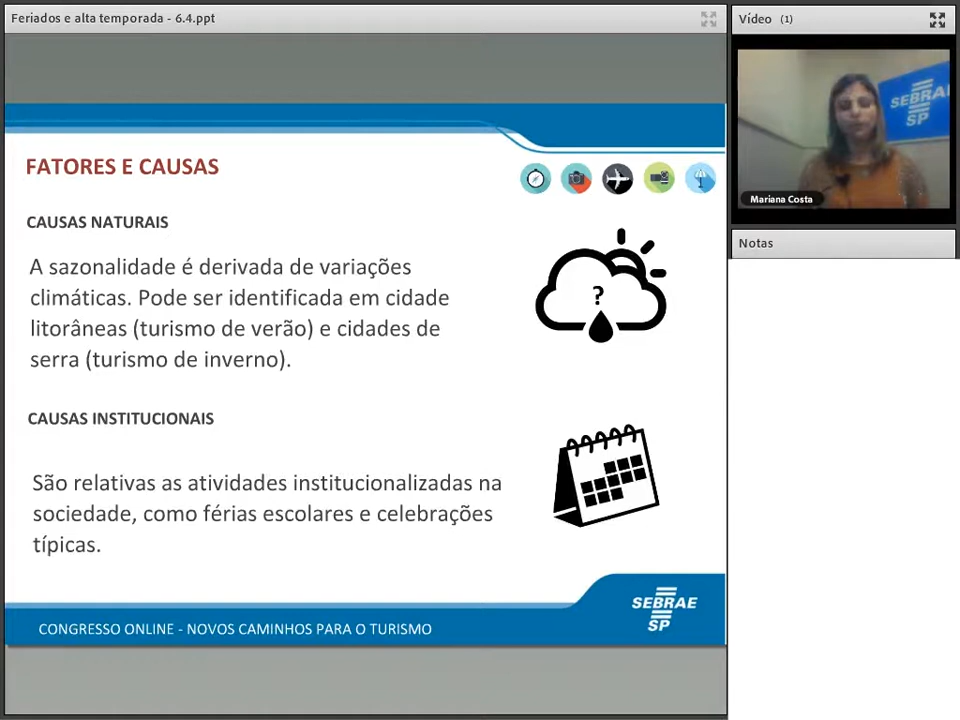 Feriados e alta temporada - 6.4.ppt
Vídeo (1)
SEBRAE
SP
Mariana Costa
Notas
FATORES E CAUSAS
CAUSAS NATURAIS
A sazonalidade é derivada de variações
climáticas. Pode ser identificada em cidade
litorâneas (turismo de verão) e cidades de
serra (turismo de inverno).
?
CAUSAS INSTITUCIONAIS
São relativas as atividades institucionalizadas na
sociedade, como férias escolares e celebrações
típicas.
SEBRAE
SP
CONGRESSO ONLINE - NOVOS CAMINHOS PARA O TURISMO